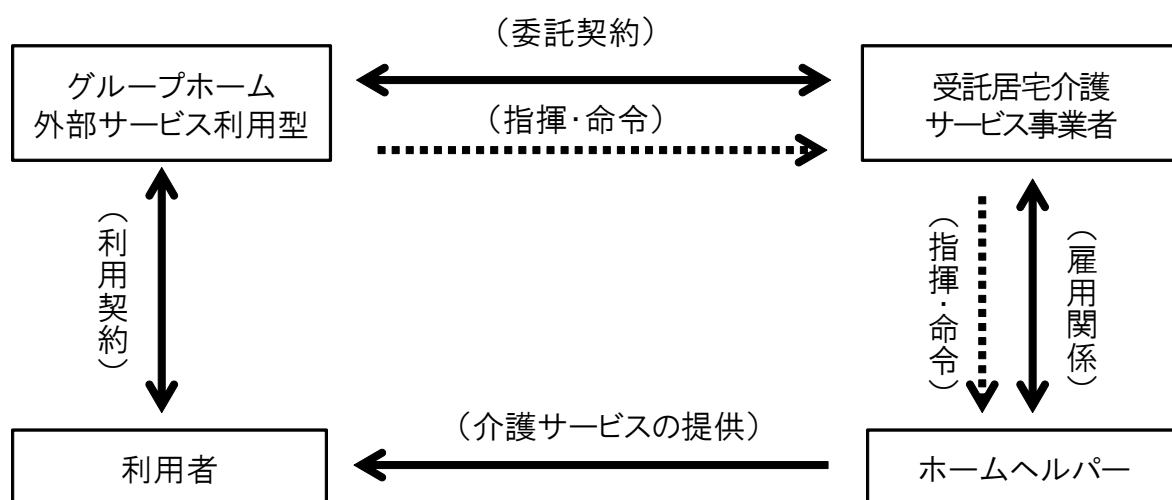 （委託契約）
グループホーム
外部サービス利用型
受託居宅介護
サービス事業者
（指揮・命令）
（利用契約）
（指揮・命令）
（雇用関係）
（介護サービスの提供）
利用者
ホームヘルパー